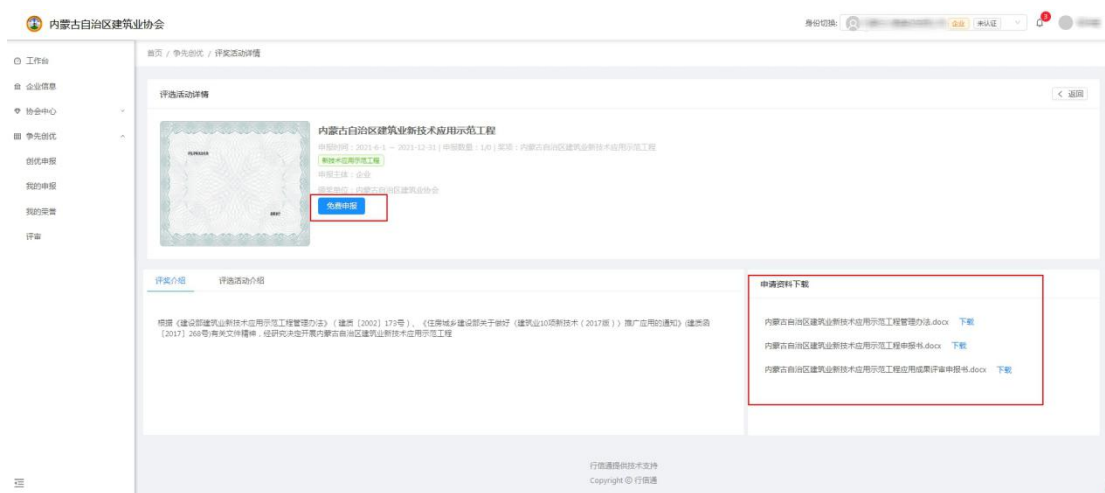 内蒙古自治区建筑业协会
身份切换:
企业 未认证
3
工作台
企业信息
协会中心
争先创优
创优申报
我的申报
我的荣誉
评审
首页 / 争先创优 / 评奖活动详情
评选活动详情
返回
内蒙古自治区建筑业新技术应用示范工程
申报时间：2021-6-1 ~ 2021-12-31 | 申报数量：1/0 | 奖项：内蒙古自治区建筑业新技术应用示范工程
新技术应用示范工程
申报主体：企业
颁奖单位：内蒙古自治区建筑业协会
免费申报
评奖介绍 评选活动介绍
根据《建设部建筑业新技术应用示范工程管理办法》（建质［2002］173号）、《住房城乡建设部关于做好（建筑业10项新技术（2017版））推广应用的通知》(建质函
［2017］268号)有关文件精神，经研究决定开展内蒙古自治区建筑业新技术应用示范工程
申请资料下载
内蒙古自治区建筑业新技术应用示范工程管理办法.docx 下载
内蒙古自治区建筑业新技术应用示范工程申报书.docx 下载
内蒙古自治区建筑业新技术应用示范工程应用成果评审申报书.docx 下载
行信通提供技术支持
Copyright © 行信通